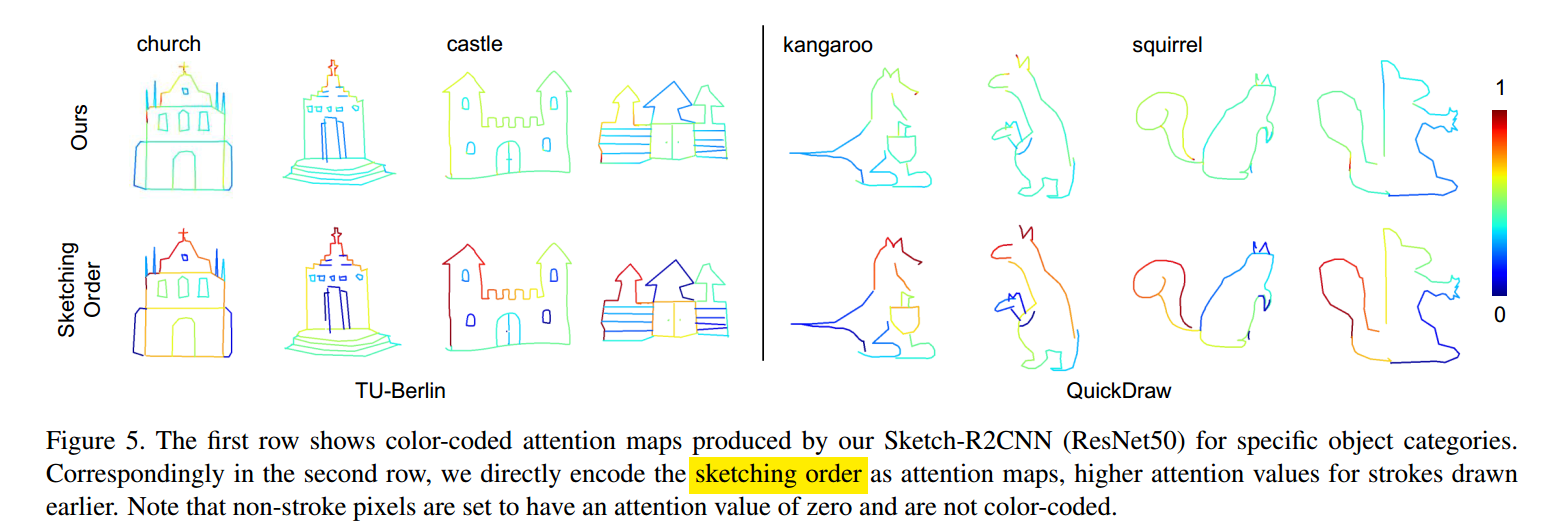 church castle kangaroo squirrel
Ours
1
0
Sketching
Order
TU-Berlin QuickDraw
Figure 5. The first row shows color-coded attention maps produced by our Sketch-R2CNN (ResNet50) for specific object categories.
Correspondingly in the second row, we directly encode the sketching order as attention maps, higher attention values for strokes drawn
earlier. Note that non-stroke pixels are set to have an attention value of zero and are not color-coded.